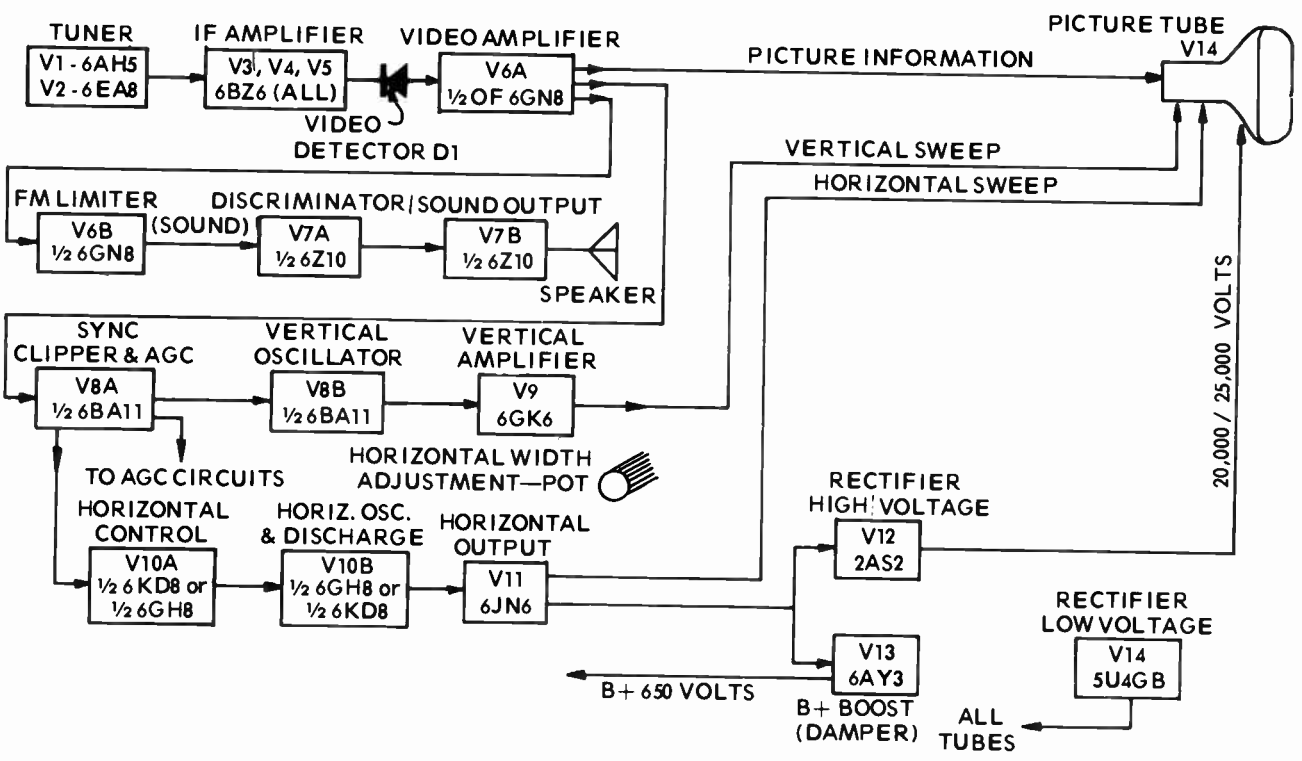 TUNER
V1 - 6AH5
V2 - 6EA8
IF AMPLIFIER
V3, V4, V5
6BZ6 (ALL)
VIDEO
DETECTOR D1
VIDEO AMPLIFIER
V6A
½ OF 6GN8
PICTURE INFORMATION
PICTURE TUBE
V14
VERTICAL SWEEP
HORIZONTAL SWEEP
20,000 / 25,000 VOLTS
FM LIMITER
(SOUND)
V6B
½ 6GN8
DISCRIMINATOR/SOUND OUTPUT
V7A
½ 6Z10
V7B
½ 6Z10
SPEAKER
SYNC
CLIPPER & AGC
V8A
½ 6BA11
TO AGC CIRCUITS
VERTICAL
OSCILLATOR
V8B
½ 6BA11
VERTICAL
AMPLIFIER
V9
6GK6
HORIZONTAL WIDTH
ADJUSTMENT—POT
HORIZONTAL
CONTROL
V10A
½ 6KD8 or
½ 6GH8
HORIZ. OSC.
& DISCHARGE
V10B
½ 6GH8 or
½ 6KD8
HORIZONTAL
OUTPUT
V11
6JN6
RECTIFIER
HIGH VOLTAGE
V12
2AS2
V13
6AY3
B+ BOOST
(DAMPER)
B+ 650 VOLTS
RECTIFIER
LOW VOLTAGE
V14
5U4GB
ALL
TUBES